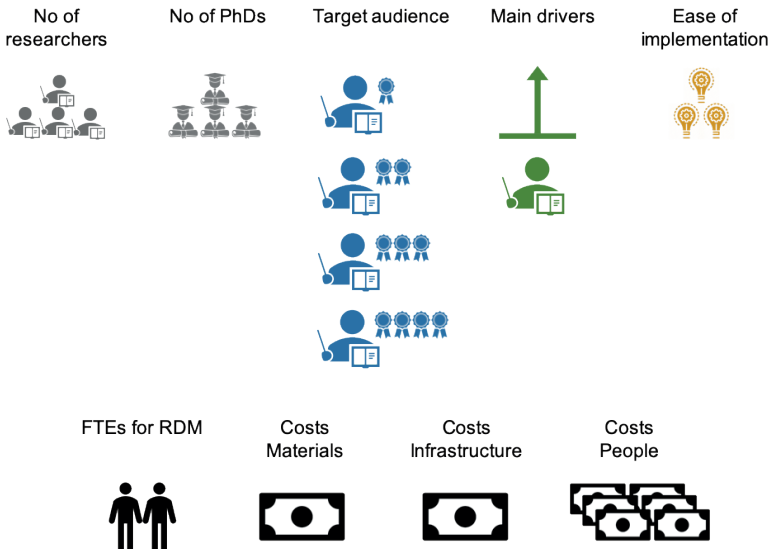 No of
researchers
No of PhDs
Target audience
Main drivers
Ease of
implementation
FTEs for RDM
Costs
Materials
Costs
Infrastructure
Costs
People